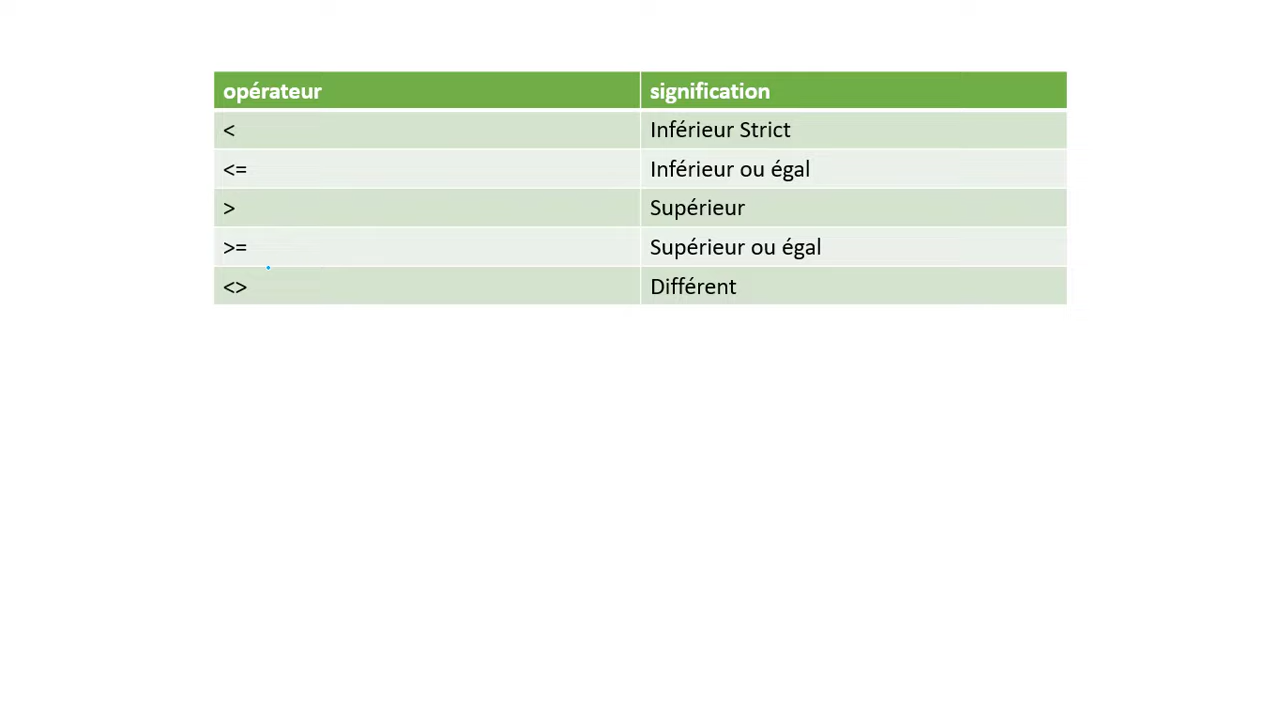 opérateur signification
< Inférieur Strict
<= Inférieur ou égal
> Supérieur
>= Supérieur ou égal
<> Différent